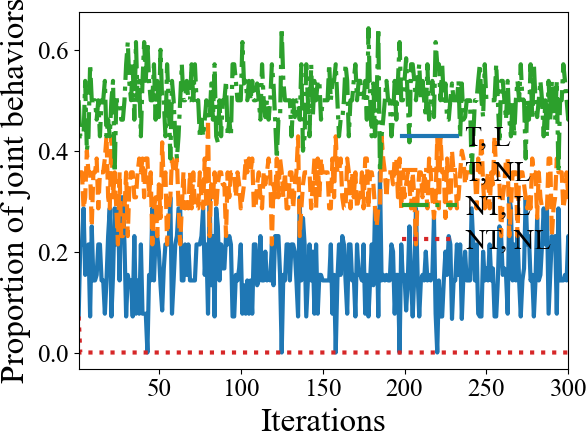 Proportion of joint behaviors
0.6
0.4
0.2
0.0
T, L
T, NL
NT, L
NT, NL
50
100
150
200
250
300
Iterations